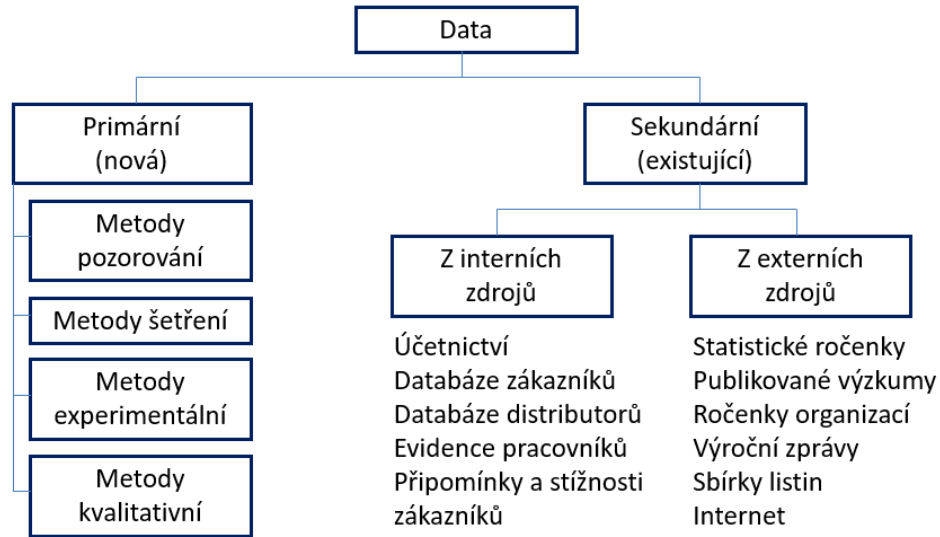 Data
Primární
(nová)
Metody
pozorování
Metody šetření
Metody
experimentální
Metody
kvalitativní
Sekundární
(existující)
Z interních
zdrojů
Účetnictví
Databáze zákazníků
Databáze distributorů
Evidence pracovníků
Připomínky a stížnosti
zákazníků
Z externích
zdrojů
Statistické ročenky
Publikované výzkumy
Ročenky organizací
Výroční zprávy
Sbírky listin
Internet